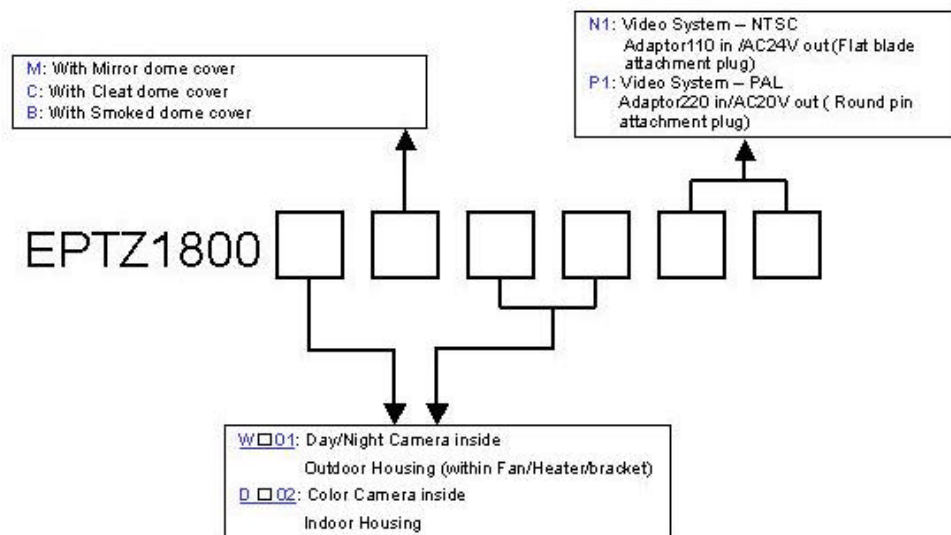 N1: Video System – NTSC
Adaptor110 in /AC24V out (Flat blade
attachment plug)
P1: Video System – PAL
Adaptor220 in/AC20V out ( Round pin
attachment plug)
M: With Mirror dome cover
C: With Cleat dome cover
B: With Smoked dome cover
EPTZ1800
W□01: Day/Night Camera inside
Outdoor Housing (within Fan/Heater/bracket)
D □02: Color Camera inside
Indoor Housing